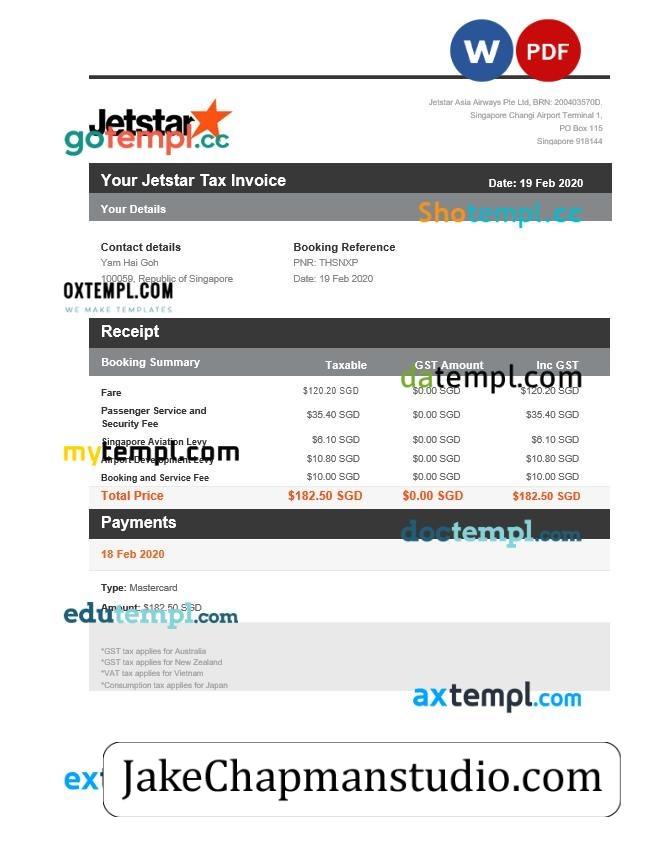 W PDF
Jetstar
gotempl.cc
Jetstar Asia Airways Pte Ltd, BRN: 200403570D,
Singapore Changi Airport Terminal 1,
PO Box 115
Singapore 918144
Your Jetstar Tax Invoice Date: 19 Feb 2020
Your Details
Shotempl.cc
Contact details Booking Reference
Yam Hai Goh PNR: THSNXP
100059, Republic of Singapore Date: 19 Feb 2020
OXTEMPL.COM
WE MAKE TEMPLATES
Receipt
Booking Summary Taxable GST Amount Inc GST
datempl.com
Fare $120.20 SGD $0.00 SGD $120.20 SGD
Passenger Service and
Security Fee $35.40 SGD $0.00 SGD $35.40 SGD
Singapore Aviation Levy $6.10 SGD $0.00 SGD $6.10 SGD
mytempl.com
Airport Development Levy $10.80 SGD $0.00 SGD $10.80 SGD
Booking and Service Fee $10.00 SGD $0.00 SGD $10.00 SGD
Total Price $182.50 SGD $0.00 SGD $182.50 SGD
Payments
doctempl.com
18 Feb 2020
Type: Mastercard
Amount: $182.50 SGD
edutempl.com
*GST tax applies for Australia
*GST tax applies for New Zealand
*VAT tax applies for Vietnam
*Consumption tax applies for Japan
axtempl.com
JakeChapmanstudio.com